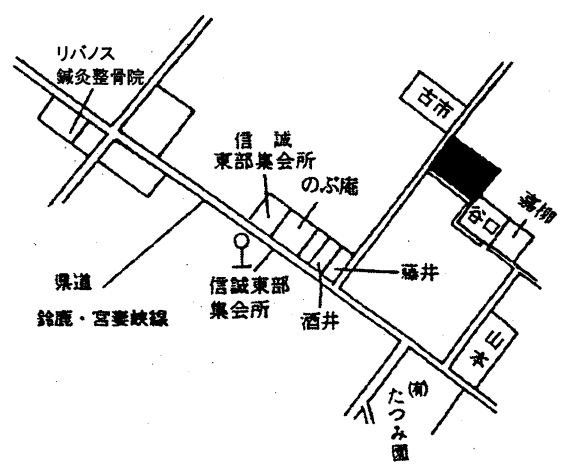 リバノス
鍼灸整骨院
古市
信誠
東部集会所
のぶ庵
谷口
高柳
藤井
信誠東部
集会所
酒井
県道
鈴鹿・宮妻峡線
山本
(有)
たつみ園